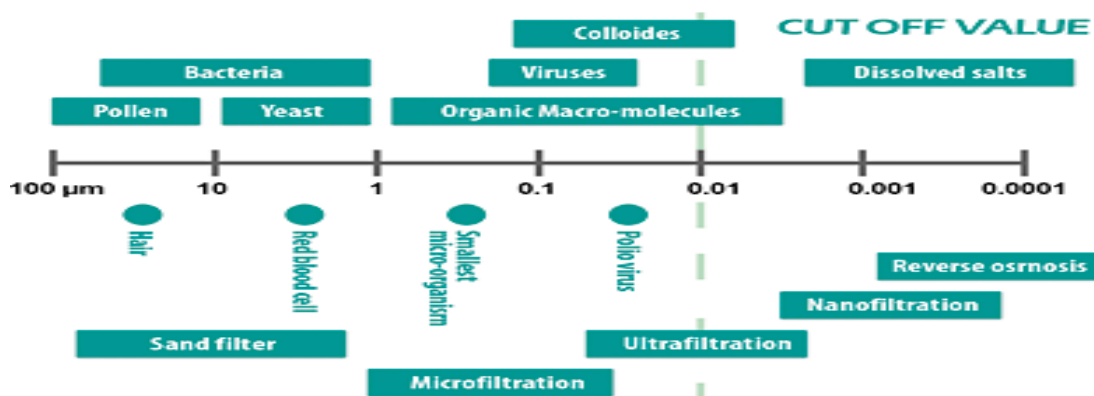 Colloides
CUT OFF VALUE
Bacteria
Viruses
Dissolved salts
Pollen
Yeast
Organic Macro-molecules
100 µm
10
1
0.1
0.01
0.001
0.0001
Hair
Red blood cell
Smallest
micro-organism
Polio virus
Reverse osrnosis
Nanofiltration
Sand filter
Ultrafiltration
Microfiltration